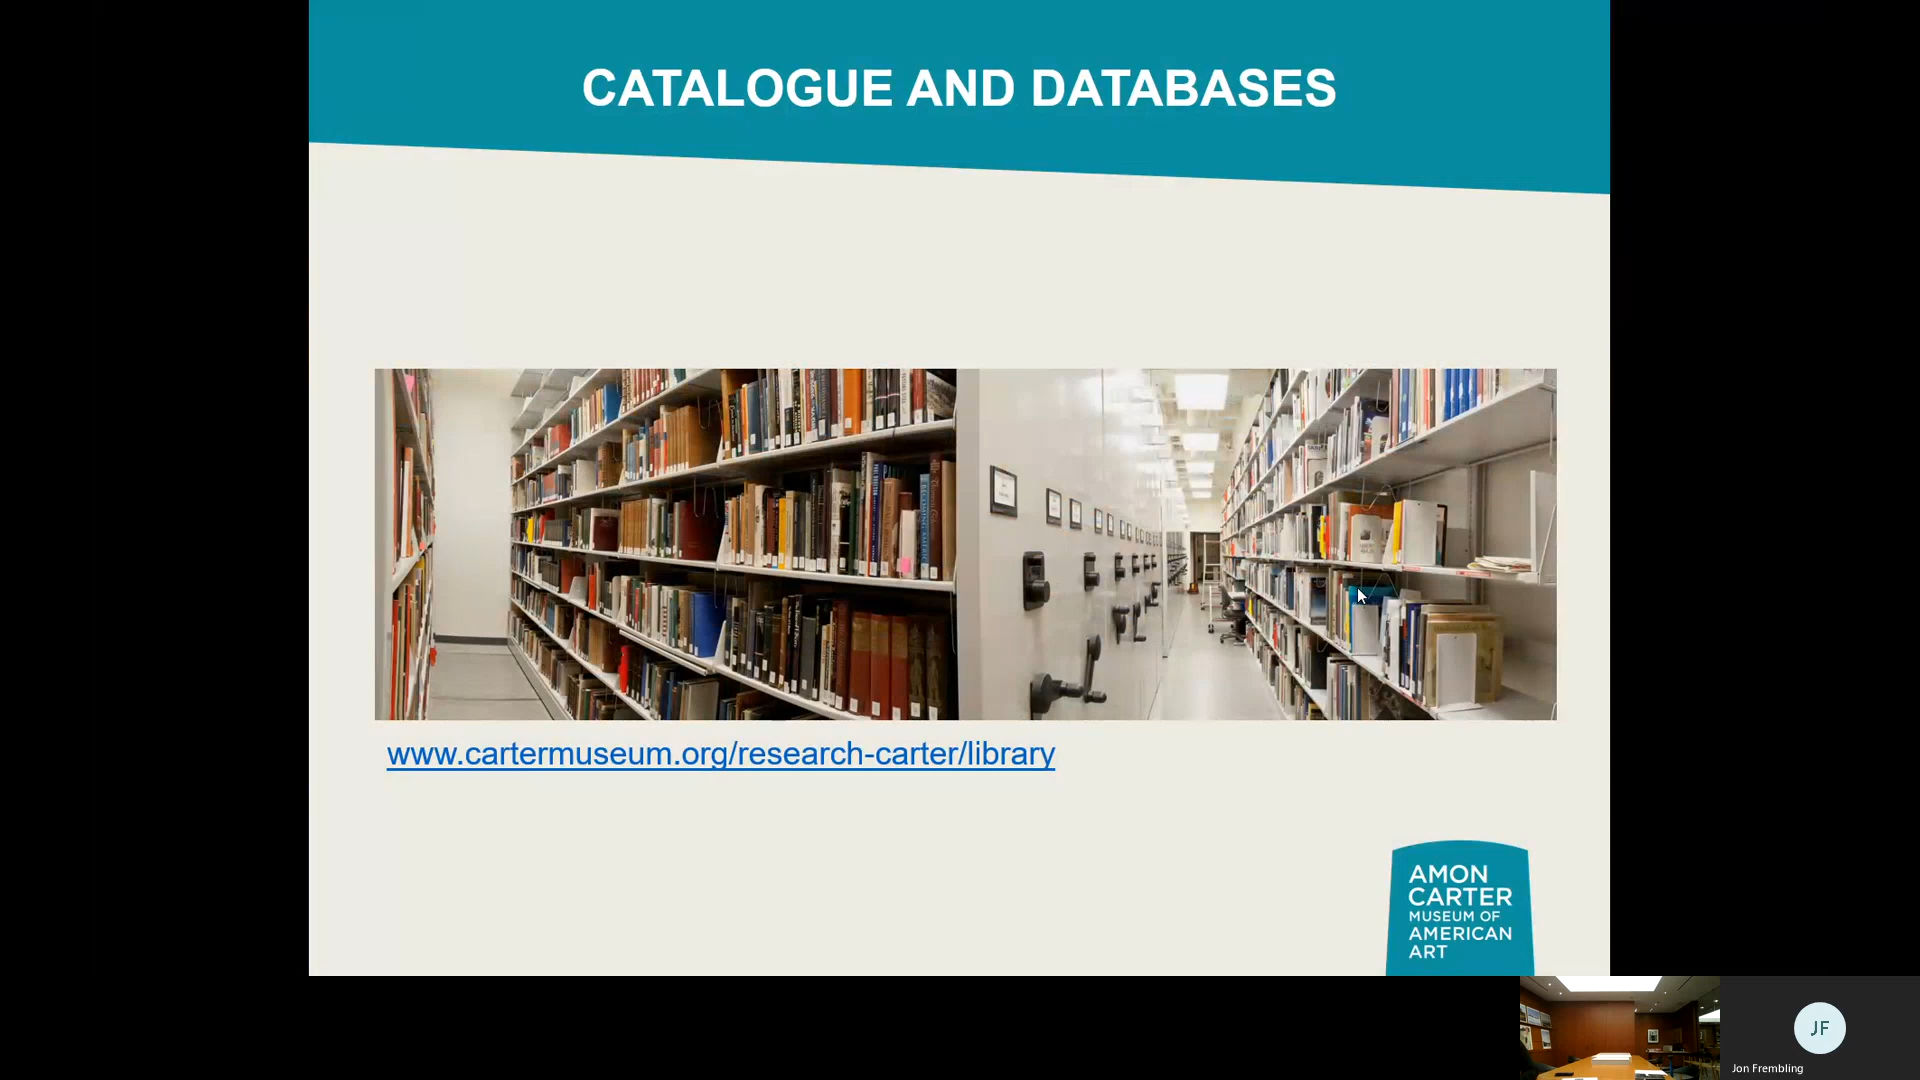 CATALOGUE AND DATABASES
www.cartermuseum.org/research-carter/library
AMON
CARTER
MUSEUM OF
AMERICAN
ART
JF
Jon Frembling